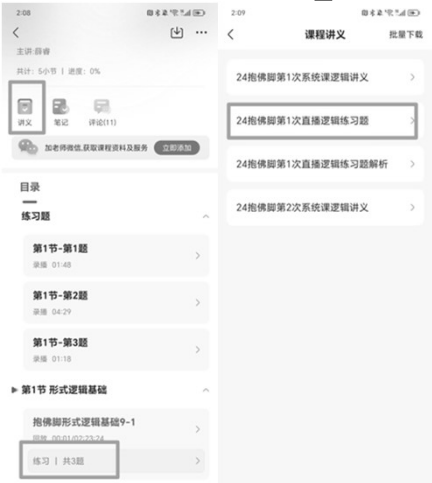 2:08
主讲:薛睿
共计: 5小节 | 进度: 0%
讲义
笔记
评论(11)
加老师微信,获取课程资料及服务
立即添加
目录
练习题
第1节-第1题
录播 01:48
第1节-第2题
录播 04:29
第1节-第3题
录播 01:18
第1节 形式逻辑基础
抱佛脚形式逻辑基础9-1
回放 00:01/02:23:24
练习 | 共3题
2:09
课程讲义
批量下载
24抱佛脚第1次系统课逻辑讲义
24抱佛脚第1次直播逻辑练习题
24抱佛脚第1次直播逻辑练习题解析
24抱佛脚第2次系统课逻辑讲义